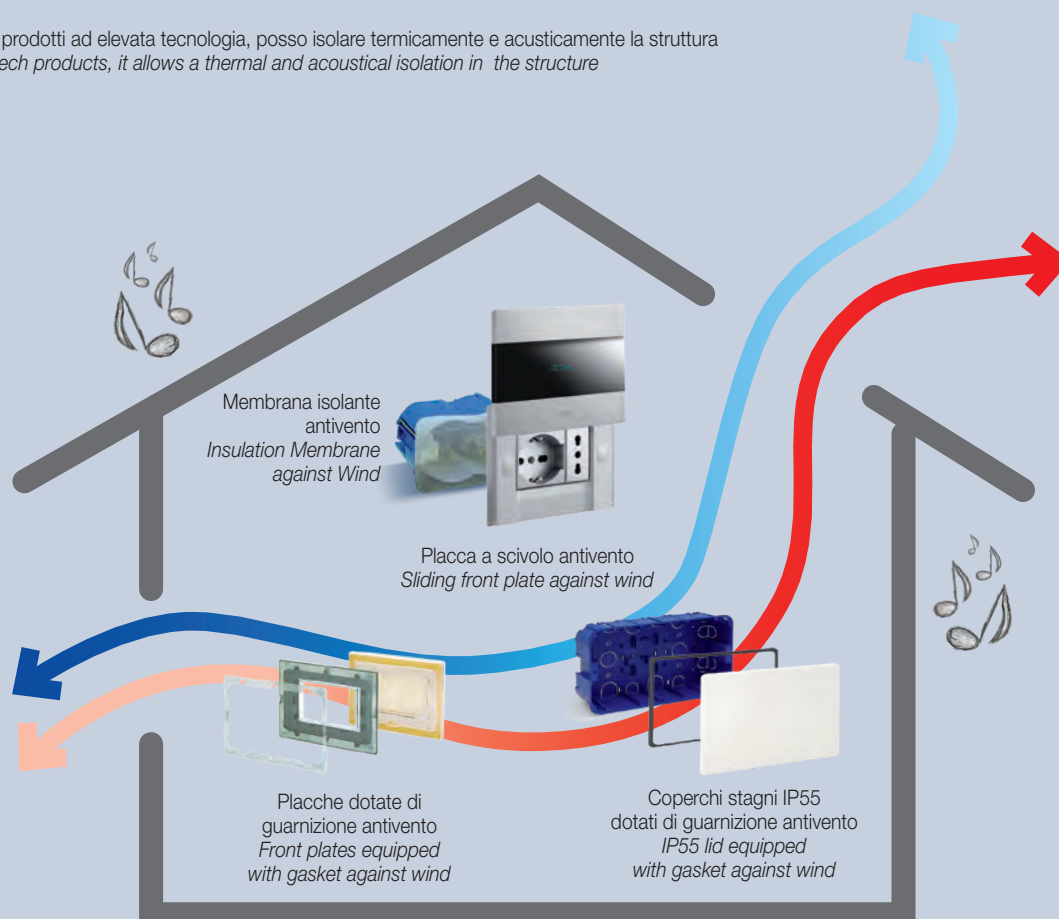 prodotti ad elevata tecnologia, posso isolare termicamente e acusticamente la struttura
ech products, it allows a thermal and acoustical isolation in the structure
Membrana isolante
antivento
Insulation Membrane
against Wind
Placca a scivolo antivento
Sliding front plate against wind
Placche dotate di
guarnizione antivento
Front plates equipped
with gasket against wind
Coperchi stagni IP55
dotati di guarnizione antivento
IP55 lid equipped
with gasket against wind